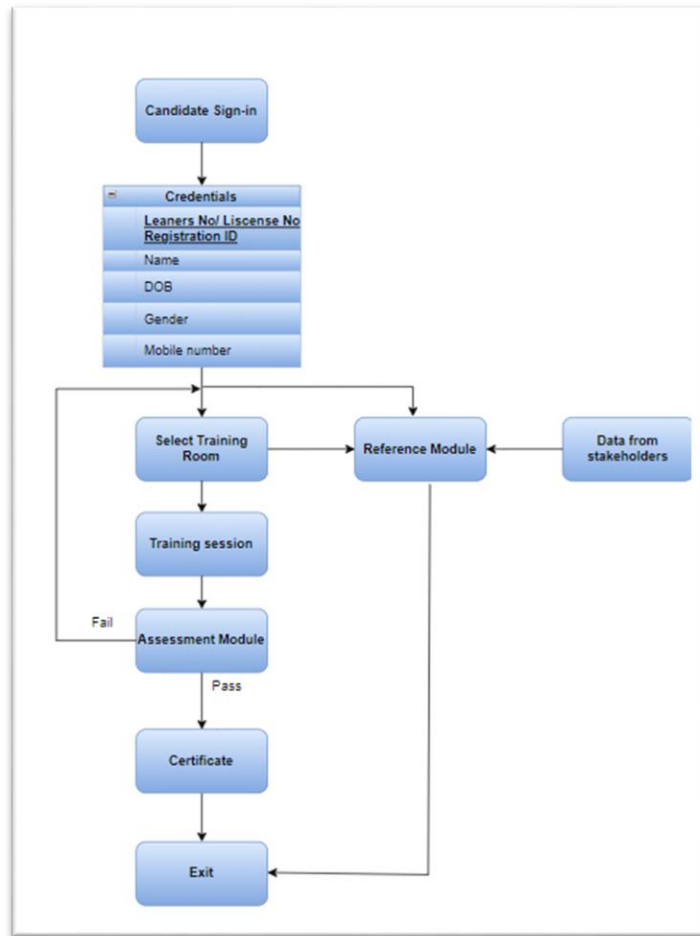 Candidate Sign-in
Credentials
Leaners No/ Liscense No
Registration ID
Name
DOB
Gender
Mobile number
Select Training
Room
Reference Module
Data from
stakeholders
Training session
Fail
Assessment Module
Pass
Certificate
Exit